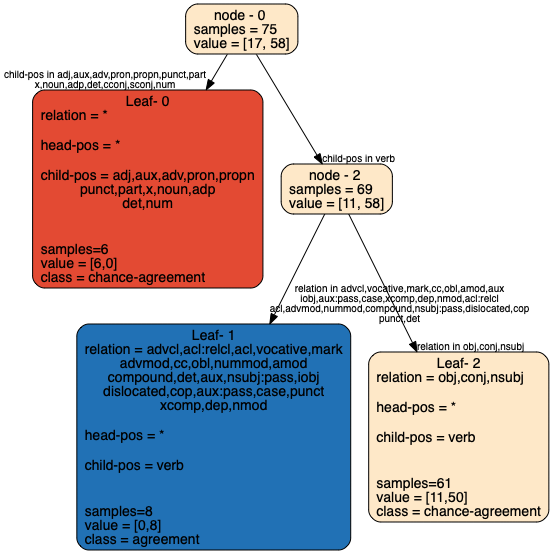 node - 0
samples = 75
value = [17, 58]
child-pos in adj,aux,adv,pron,propn,punct,part
x,noun,adp,det,cconj,sconj,num
Leaf- 0
relation = *
head-pos = *
child-pos = adj,aux,adv,pron,propn
punct,part,x,noun,adp
det,num
samples=6
value = [6,0]
class = chance-agreement
child-pos in verb
node - 2
samples = 69
value = [11, 58]
relation in advcl,vocative,mark,cc,obl,amod,aux
iobj,aux:pass,case,xcomp,dep,nmod,acl:relcl
acl,advmod,nummod,compound,nsubj:pass,dislocated,cop
punct,det
Leaf- 1
relation = advcl,acl:relcl,acl,vocative,mark
advmod,cc,obl,nummod,amod
compound,det,aux,nsubj:pass,iobj
dislocated,cop,aux:pass,case,punct
xcomp,dep,nmod
head-pos = *
child-pos = verb
samples=8
value = [0,8]
class = agreement
relation in obj,conj,nsubj
Leaf- 2
relation = obj,conj,nsubj
head-pos = *
child-pos = verb
samples=61
value = [11,50]
class = chance-agreement